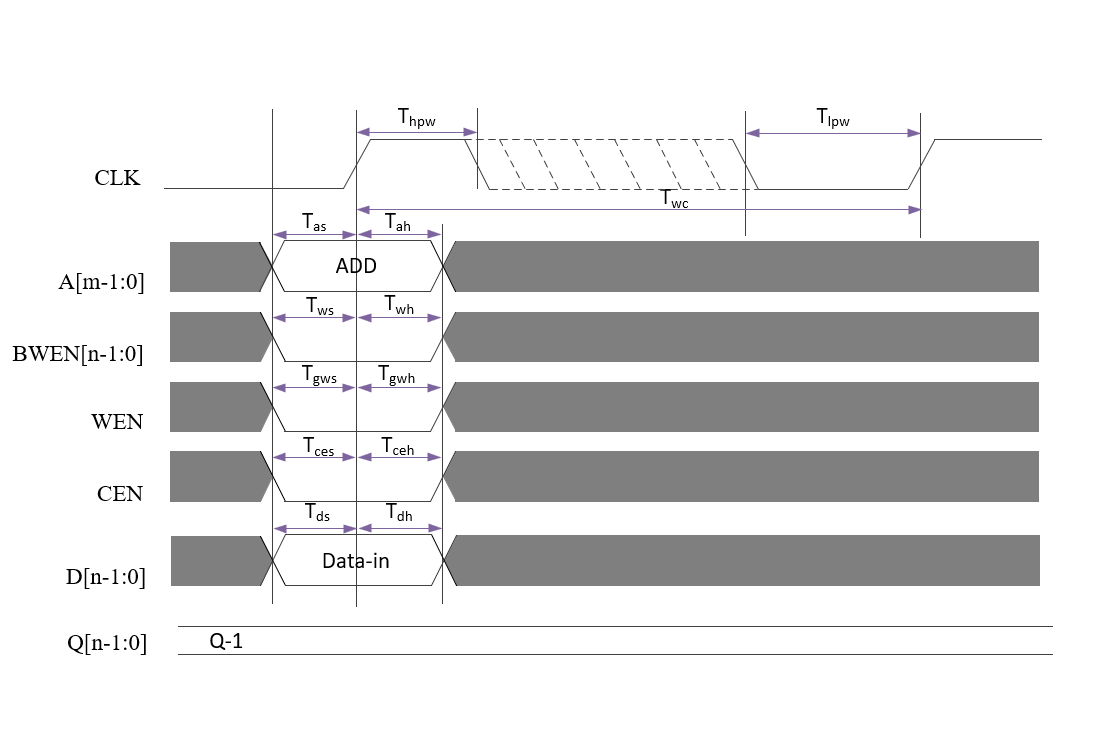 Thpw
Tlpw
CLK
Twc
Tas
Tah
ADD
A[m-1:0]
Tws
Twh
BWEN[n-1:0]
Tgws
Tgwh
WEN
Tces
Tceh
CEN
Tds
Tdh
Data-in
D[n-1:0]
Q[n-1:0]
Q-1